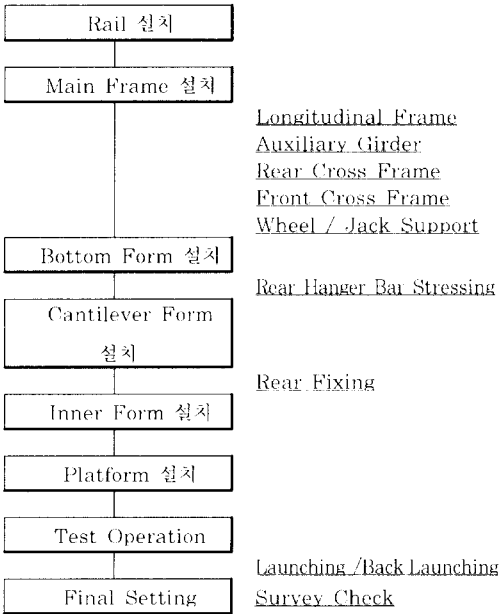 Rail 설치
Main Frame 설치
Longitudinal Frame
Auxiliary Girder
Rear Cross Frame
Front Cross Frame
Wheel / Jack Support
Bottom Form 설치
Rear Hanger Bar Stressing
Cantilever Form
설치
Rear Fixing
Inner Form 설치
Platform 설치
Test Operation
Launching /Back Launching
Final Setting
Survey Check